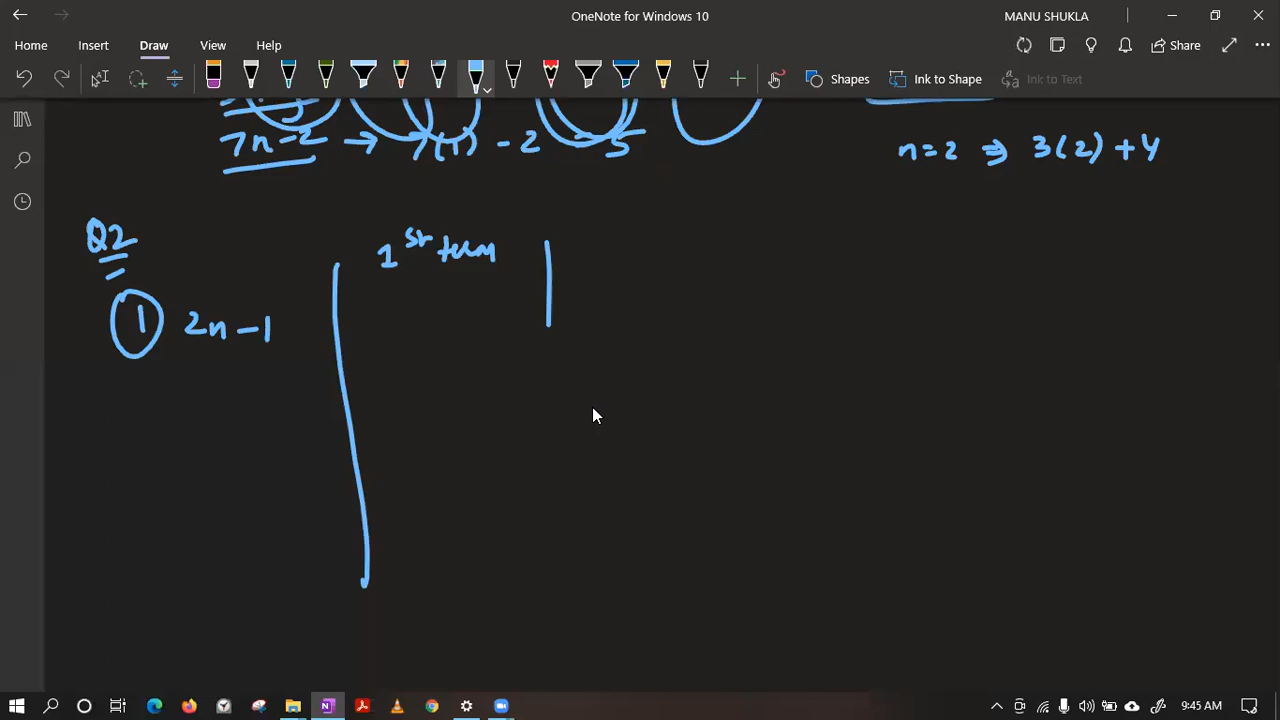 OneNote for Windows 10
MANU SHUKLA
Home Insert Draw View Help
Share
Shapes
Ink to Shape
Ink to Text
7n-2 → 7(1) - 2 5
n=2 ⇒ 3(2) + 4
Q2
1st term
1 2n-1
9:45 AM